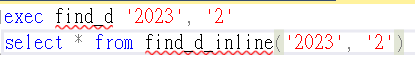 exec find_d '2023', '2'
select * from find_d_inline('2023', '2')